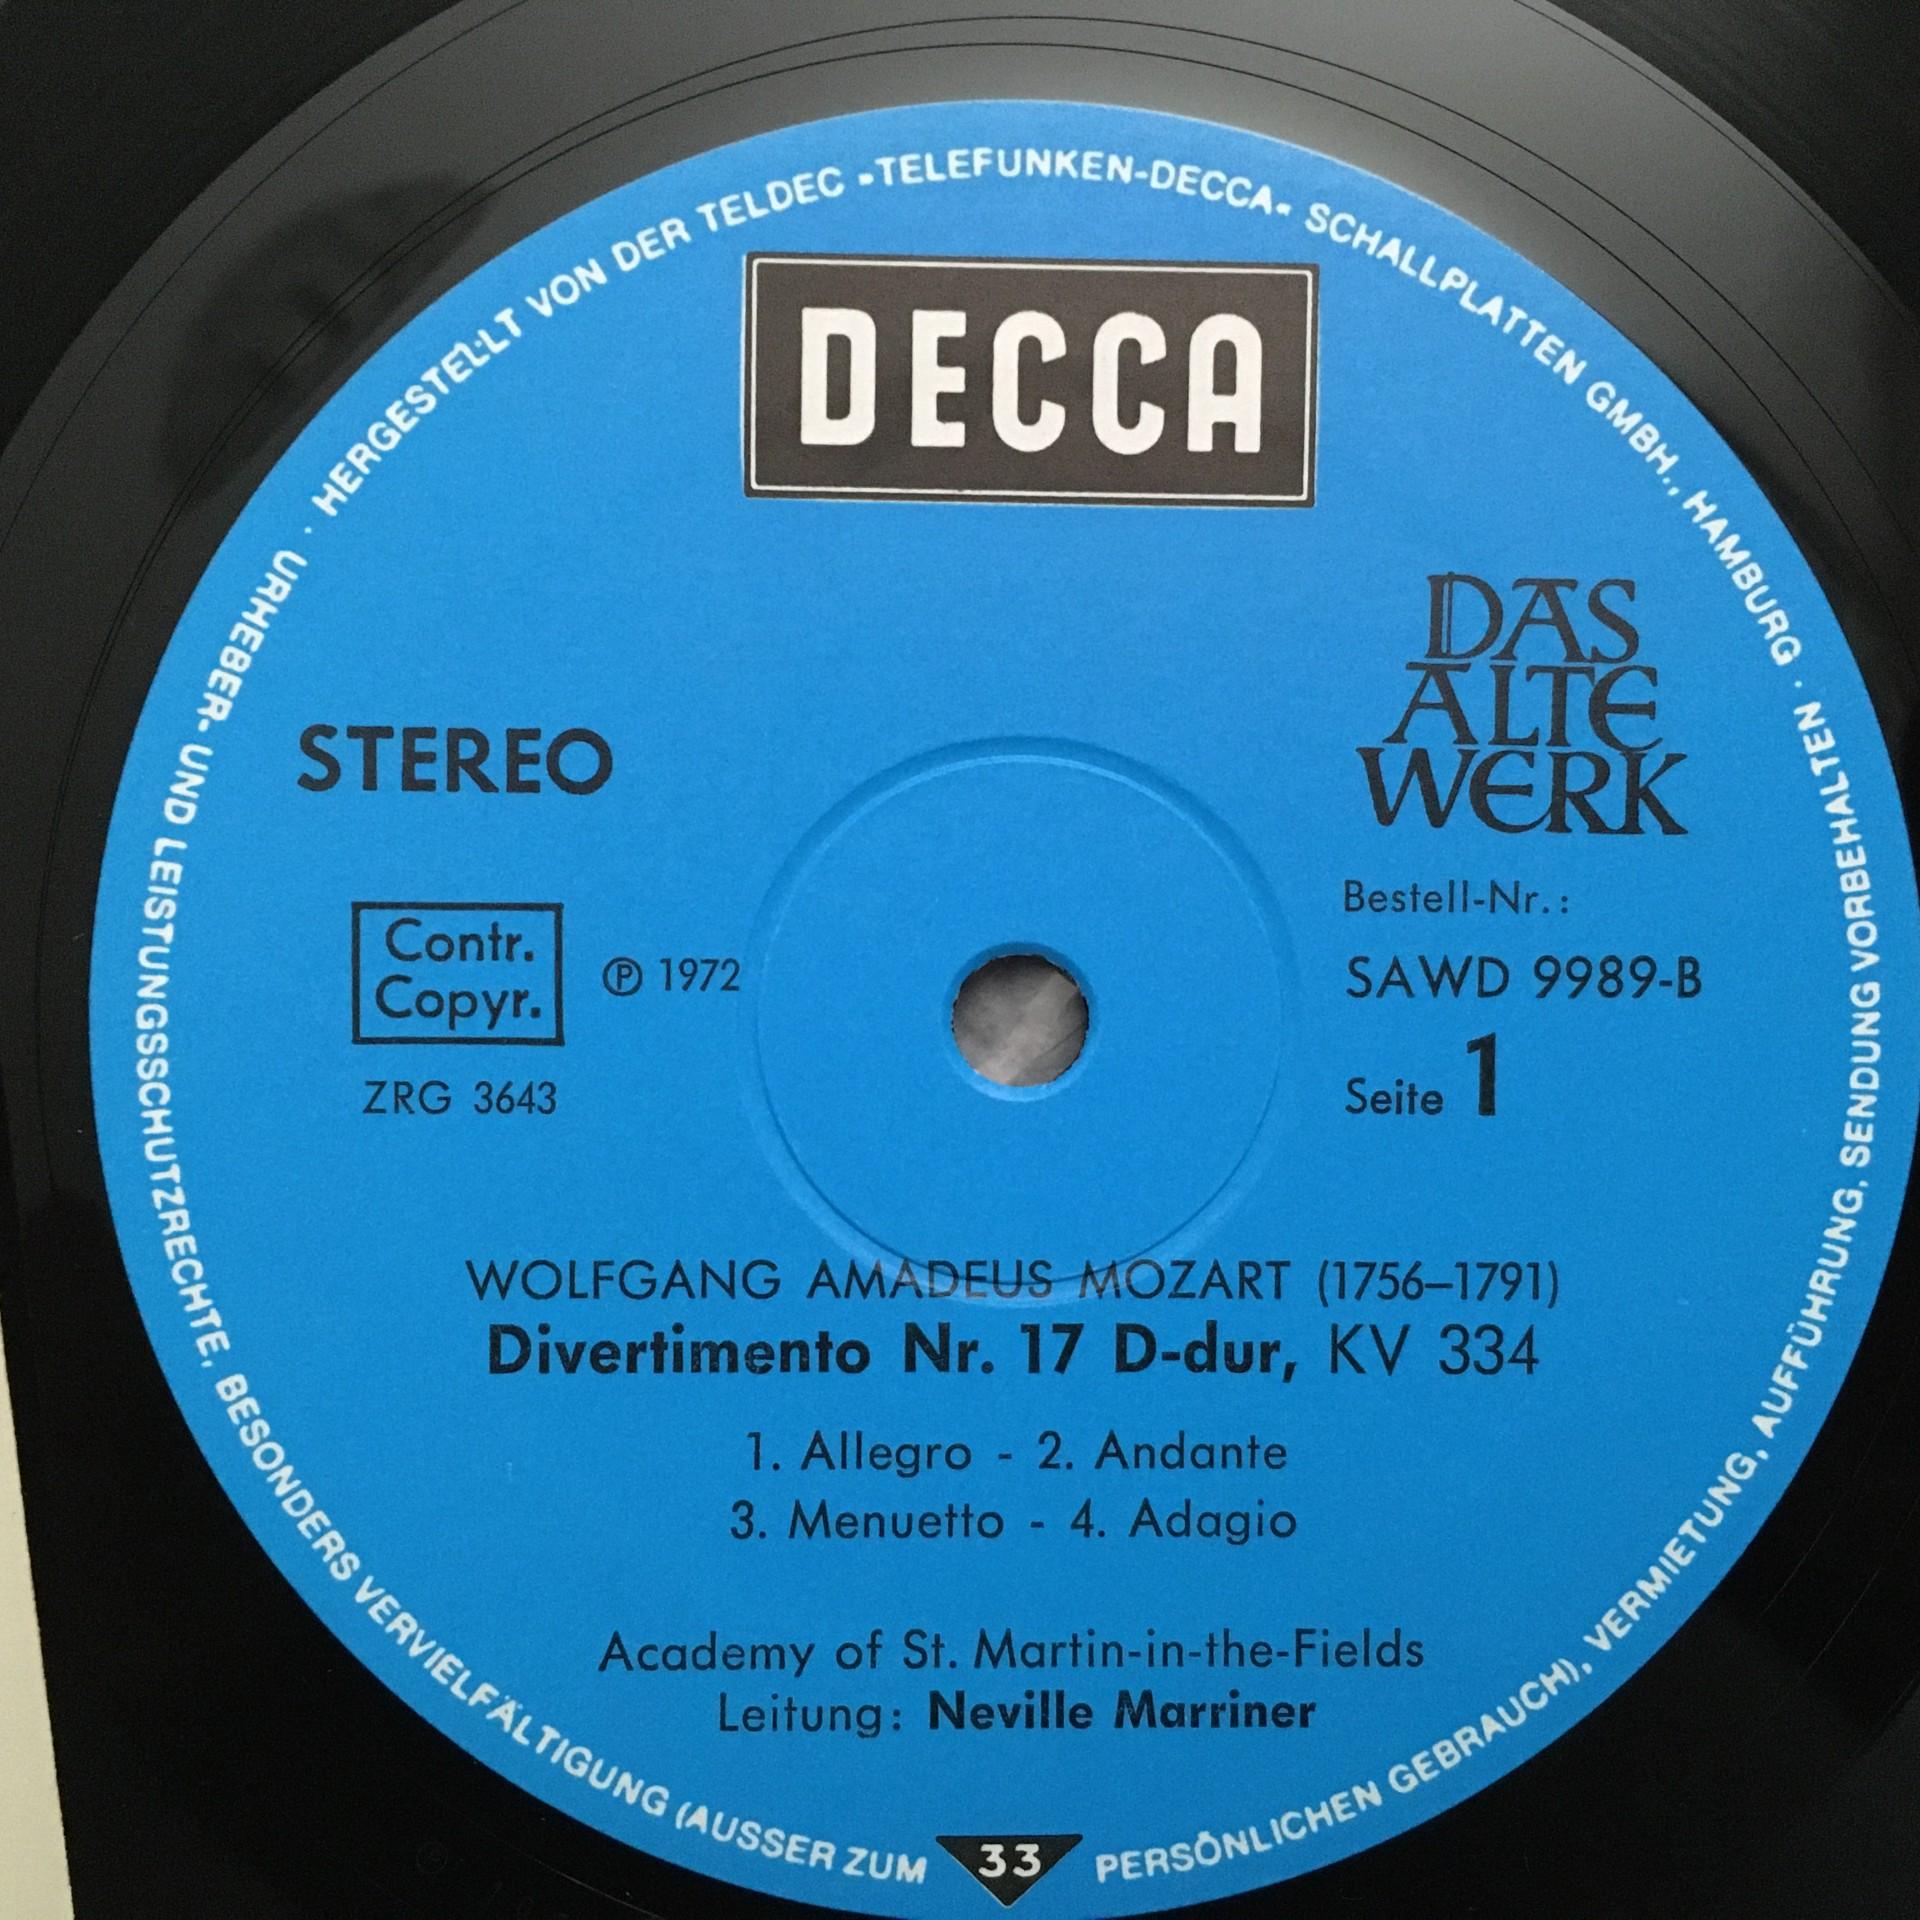 HERGESTELLT VON DER TELDEC »TELEFUNKEN-DECCA« SCHALLPLATTEN GMBH., HAMBURG ·
URHEBER- UND LEISTUNGSSCHUTZRECHTE, BESONDERS VERVIELFÄLTIGUNG (AUSSER ZUM PERSÖNLICHEN GEBRAUCH), VERMIETUNG, AUFFÜHRUNG, SENDUNG VORBEHALTEN ·
DECCA
DAS
ALTE
WERK
STEREO
Bestell-Nr.:
Contr.
Copyr.
℗ 1972
SAWD 9989-B
ZRG 3643
Seite 1
WOLFGANG AMADEUS MOZART (1756–1791)
Divertimento Nr. 17 D-dur, KV 334
1. Allegro - 2. Andante
3. Menuetto - 4. Adagio
Academy of St. Martin-in-the-Fields
Leitung: Neville Marriner
33